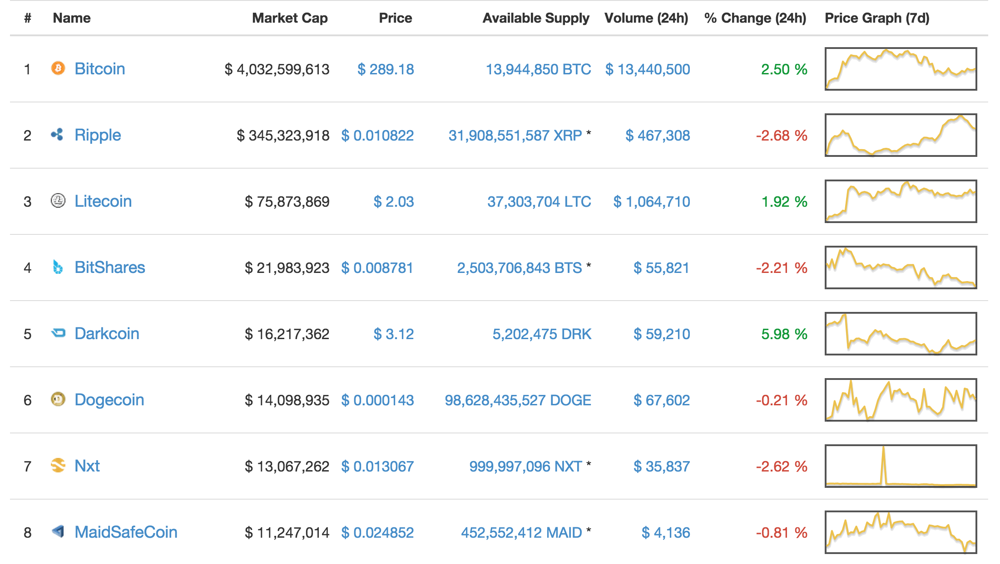 # Name Market Cap Price Available Supply Volume (24h) % Change (24h) Price Graph (7d)
1 Bitcoin $ 4,032,599,613 $ 289.18 13,944,850 BTC $ 13,440,500 2.50 %
2 Ripple $ 345,323,918 $ 0.010822 31,908,551,587 XRP * $ 467,308 -2.68 %
3 Litecoin $ 75,873,869 $ 2.03 37,303,704 LTC $ 1,064,710 1.92 %
4 BitShares $ 21,983,923 $ 0.008781 2,503,706,843 BTS * $ 55,821 -2.21 %
5 Darkcoin $ 16,217,362 $ 3.12 5,202,475 DRK $ 59,210 5.98 %
6 Dogecoin $ 14,098,935 $ 0.000143 98,628,435,527 DOGE $ 67,602 -0.21 %
7 Nxt $ 13,067,262 $ 0.013067 999,997,096 NXT * $ 35,837 -2.62 %
8 MaidSafeCoin $ 11,247,014 $ 0.024852 452,552,412 MAID * $ 4,136 -0.81 %